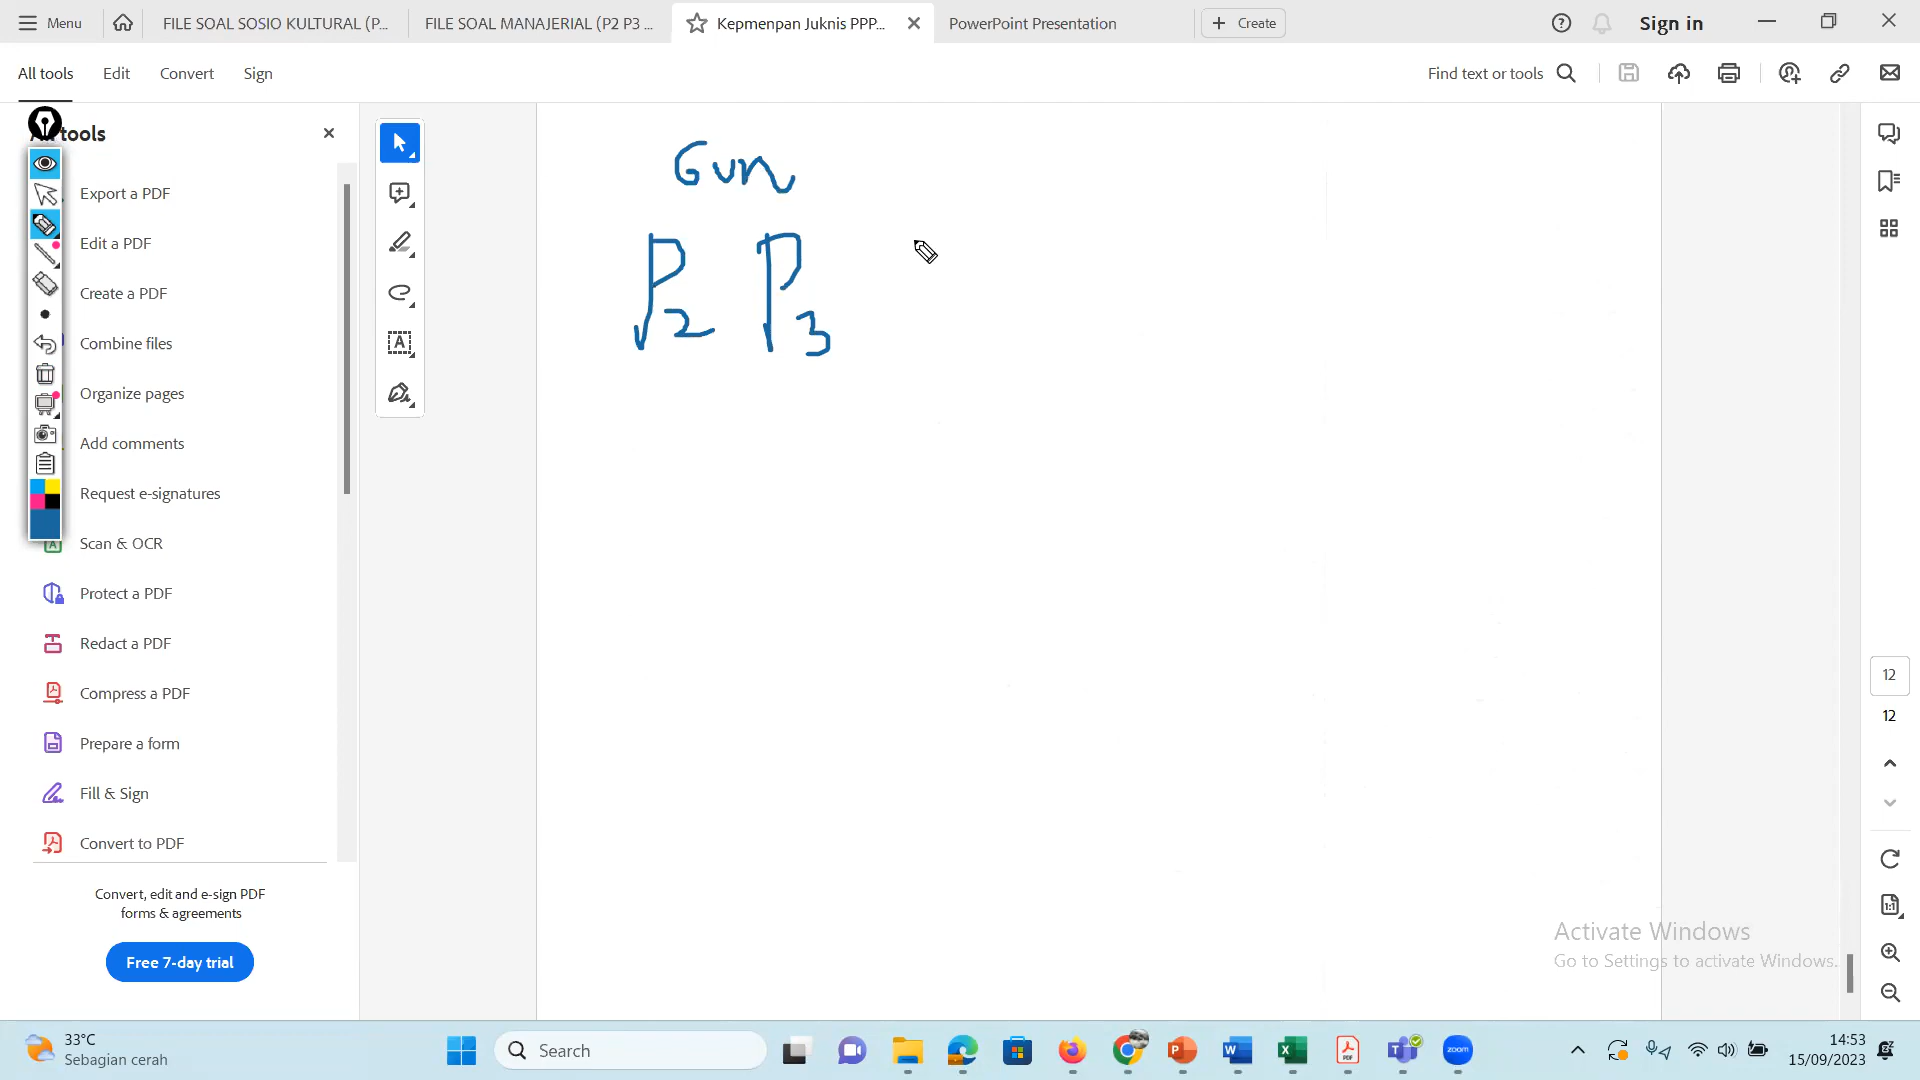 Menu FILE SOAL SOSIO KULTURAL (P... FILE SOAL MANAJERIAL (P2 P3 ... Kepmenpan Juknis PPP... PowerPoint Presentation Create Sign in
All tools Edit Convert Sign Find text or tools
tools
Export a PDF
Edit a PDF
Create a PDF
Combine files
Organize pages
Add comments
Request e-signatures
Scan & OCR
Protect a PDF
Redact a PDF
Compress a PDF
Prepare a form
Fill & Sign
Convert to PDF
Convert, edit and e-sign PDF
forms & agreements
Free 7-day trial
P2 P3
12
12
Activate Windows
Go to Settings to activate Windows.
33°C
Sebagian cerah
Search
zoom
14:53
15/09/2023